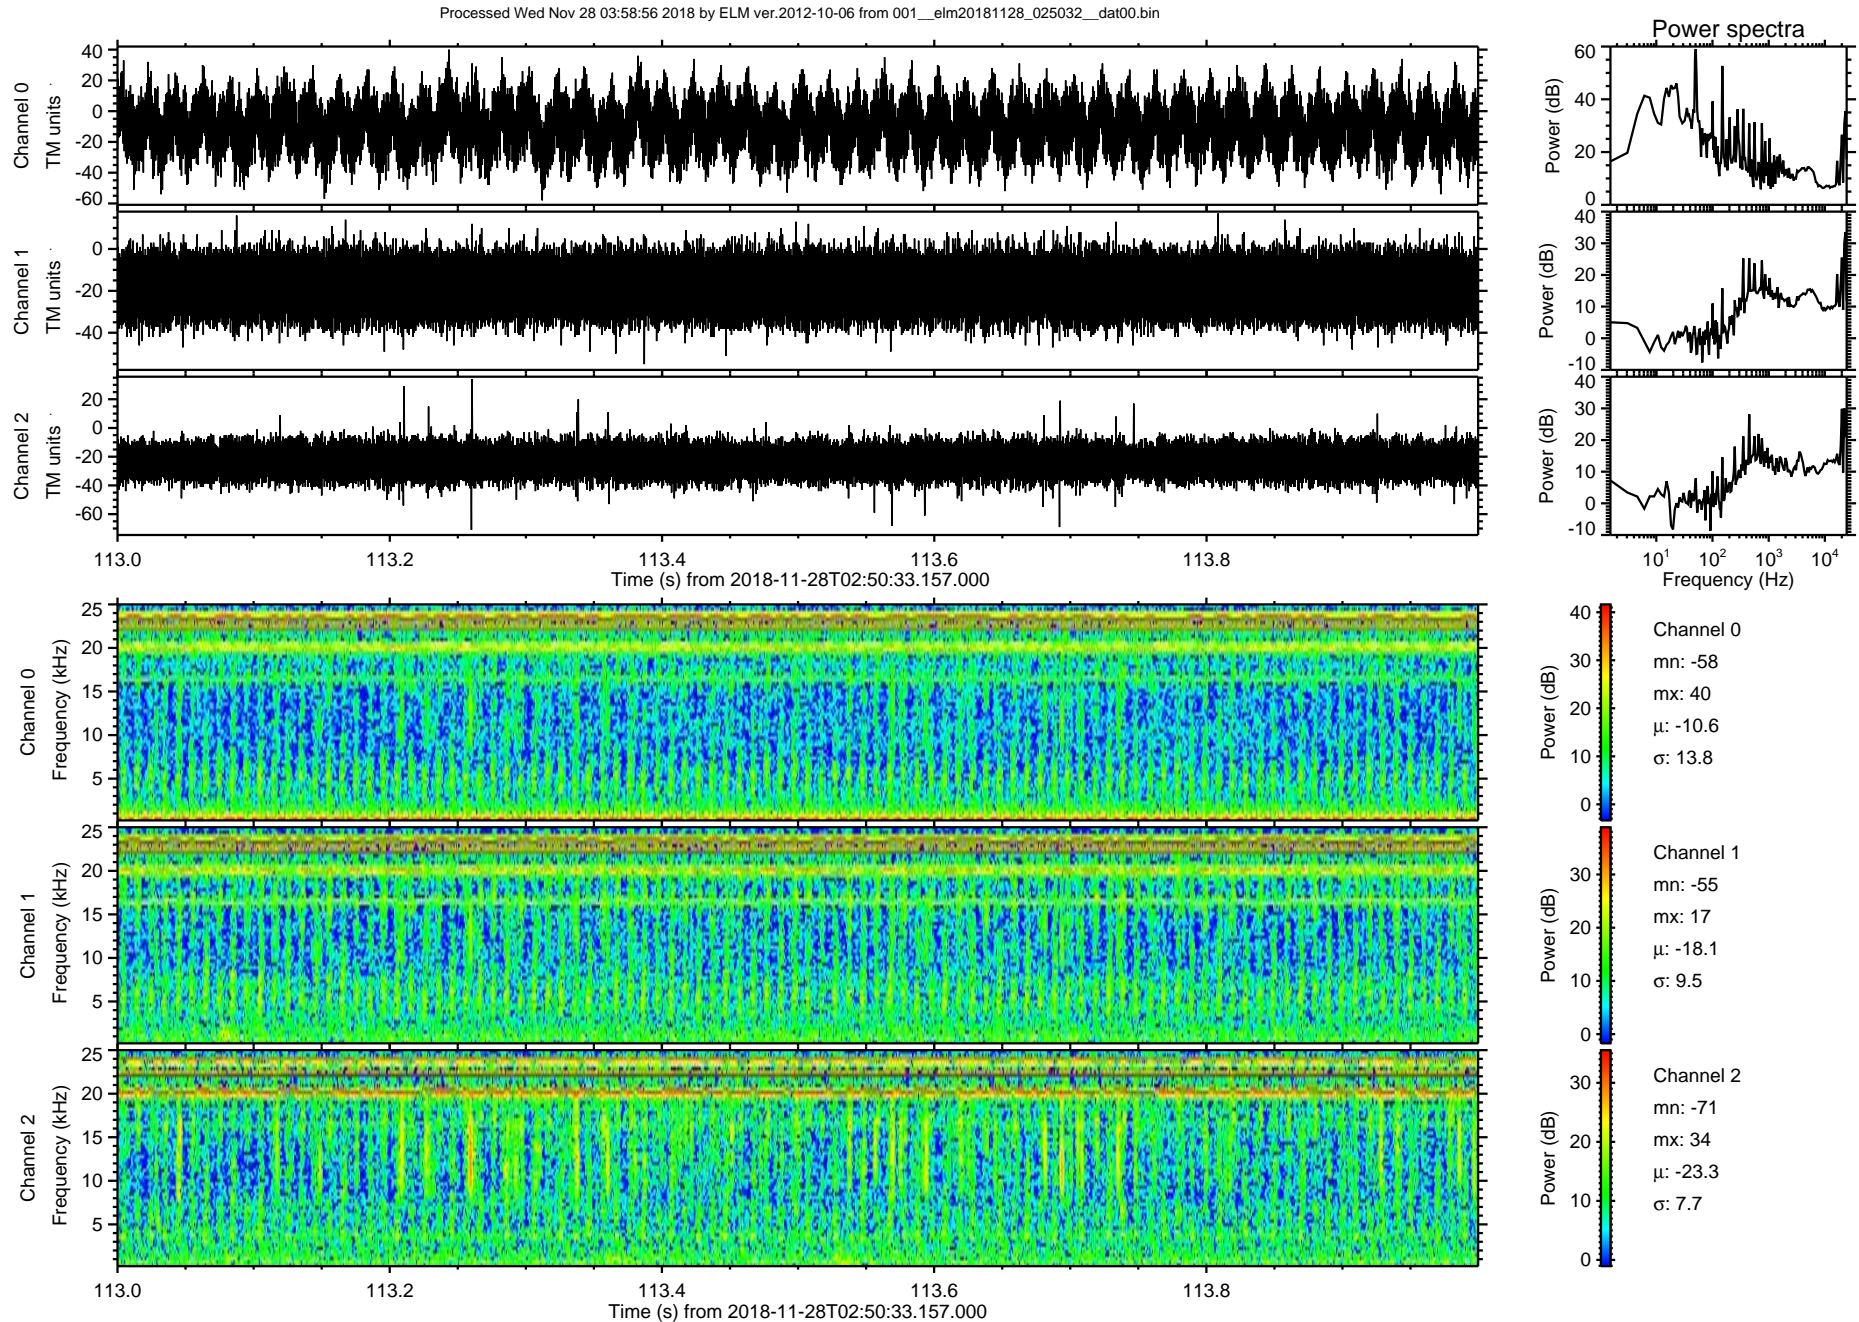 Processed Wed Nov 28 03:58:56 2018 by ELM ver.2012-10-06 from 001__elm20181128_025032__dat00.bin
Power spectra
Channel 0
TM units
40
20
0
-20
-40
-60
Power (dB)
60
40
20
0
Channel 1
TM units
0
-20
-40
Power (dB)
40
30
20
10
0
-10
Channel 2
TM units
20
0
-20
-40
-60
Power (dB)
40
30
20
10
0
-10
113.0 113.2 113.4 113.6 113.8
Time (s) from 2018-11-28T02:50:33.157.000
10¹ 10² 10³ 10⁴
Frequency (Hz)
Channel 0
Frequency (kHz)
25
20
15
10
5
Power (dB)
40
30
20
10
0
Channel 0
mn: -58
mx: 40
μ: -10.6
σ: 13.8
Channel 1
Frequency (kHz)
25
20
15
10
5
Power (dB)
30
20
10
0
Channel 1
mn: -55
mx: 17
μ: -18.1
σ: 9.5
Channel 2
Frequency (kHz)
25
20
15
10
5
Power (dB)
30
20
10
0
Channel 2
mn: -71
mx: 34
μ: -23.3
σ: 7.7
113.0 113.2 113.4 113.6 113.8
Time (s) from 2018-11-28T02:50:33.157.000